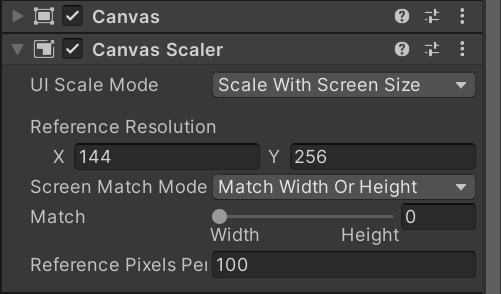 Canvas
Canvas Scaler
UI Scale Mode Scale With Screen Size
Reference Resolution
X 144 Y 256
Screen Match Mode Match Width Or Height
Match 0
Width Height
Reference Pixels Per 100